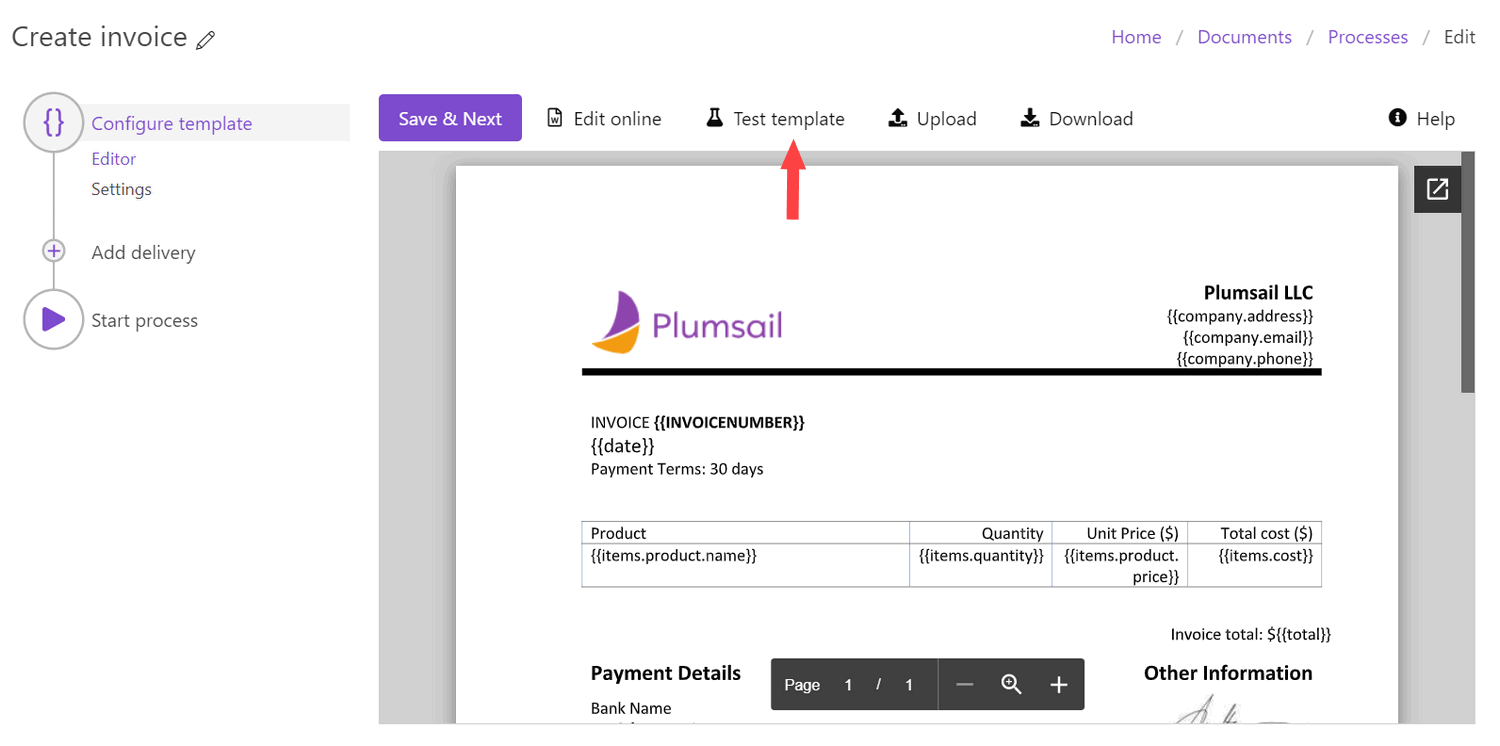 Create invoice
Home / Documents / Processes / Edit
{} Configure template
Editor
Settings
+ Add delivery
Start process
Save & Next
Edit online
Test template
Upload
Download
Help
Plumsail
Plumsail LLC
{{company.address}}
{{company.email}}
{{company.phone}}
INVOICE {{INVOICENUMBER}}
{{date}}
Payment Terms: 30 days
Product Quantity Unit Price ($) Total cost ($)
{{items.product.name}} {{items.quantity}} {{items.product. {{items.cost}}
price}}
Invoice total: ${{total}}
Payment Details
Other Information
Page 1 / 1
Bank Name